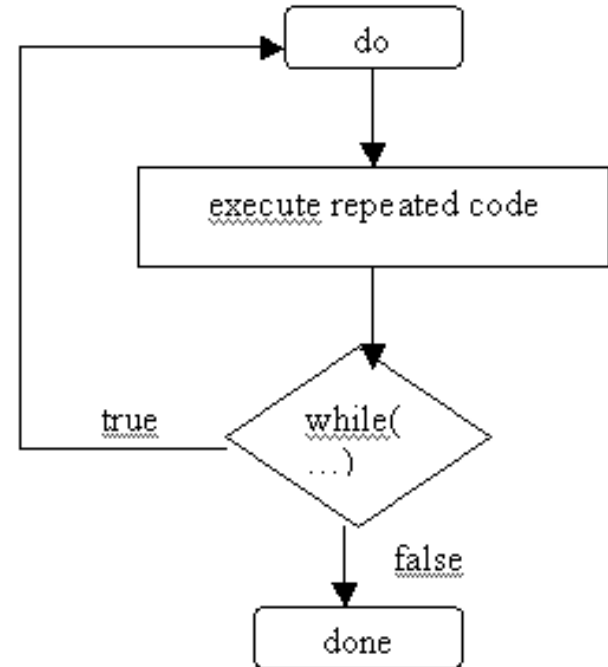 do
execute repeated code
true
while(
...)
false
done